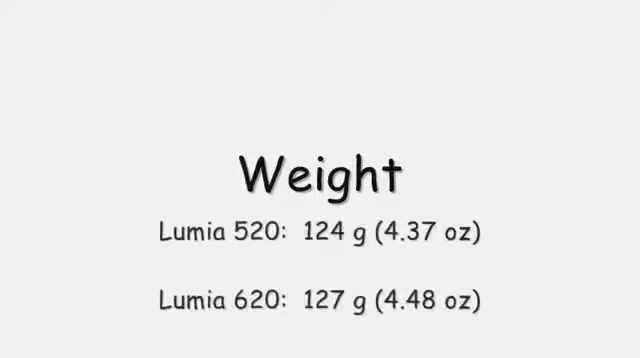 Weight
Lumia 520: 124 g (4.37 oz)
Lumia 620: 127 g (4.48 oz)